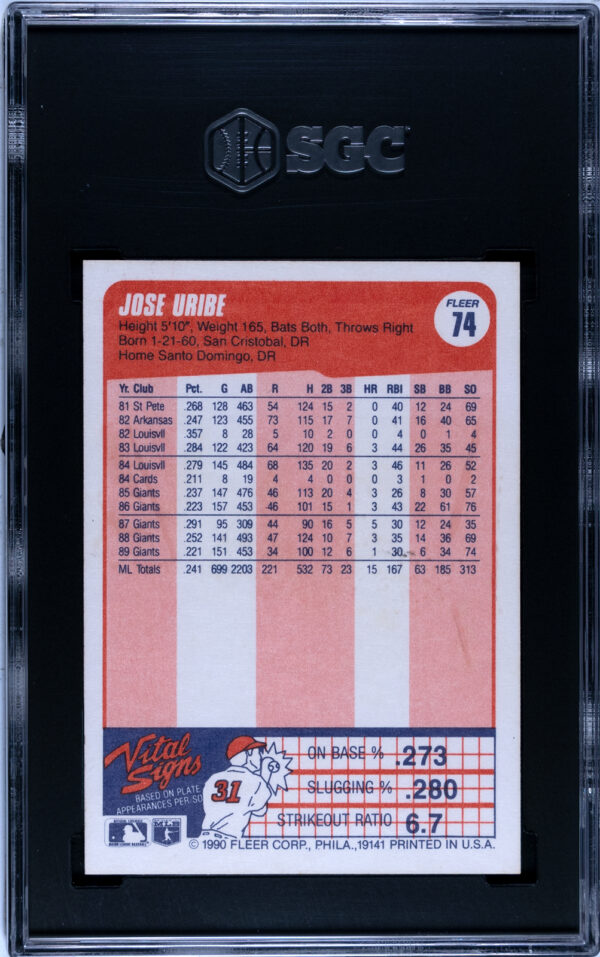 SGC
JOSE URIBE
FLEER
74
Height 5'10", Weight 165, Bats Both, Throws Right
Born 1-21-60, San Cristobal, DR
Home Santo Domingo, DR
Yr. Club Pct. G AB R H 2B 3B HR RBI SB BB SO
81 St Pete .268 128 463 54 124 15 2 0 40 12 24 69
82 Arkansas .247 123 455 73 115 17 7 0 41 16 40 65
82 Louisvll .357 8 28 5 10 2 0 0 4 0 1 4
83 Louisvll .284 122 423 64 120 19 6 3 44 26 35 45
84 Louisvll .279 145 484 68 135 20 2 3 46 11 26 52
84 Cards .211 8 19 4 4 0 0 0 3 1 0 2
85 Giants .237 147 476 46 113 20 4 3 26 8 30 57
86 Giants .223 157 453 46 101 15 1 3 43 22 61 76
87 Giants .291 95 309 44 90 16 5 5 30 12 24 35
88 Giants .252 141 493 47 124 10 7 3 35 14 36 69
89 Giants .221 151 453 34 100 12 6 1 30 6 34 74
ML Totals .241 699 2203 221 532 73 23 15 167 63 185 313
Vital Signs
BASED ON PLATE
APPEARANCES PER SO
31
ON BASE % .273
SLUGGING % .280
STRIKEOUT RATIO 6.7
© 1990 FLEER CORP., PHILA.,19141 PRINTED IN U.S.A.